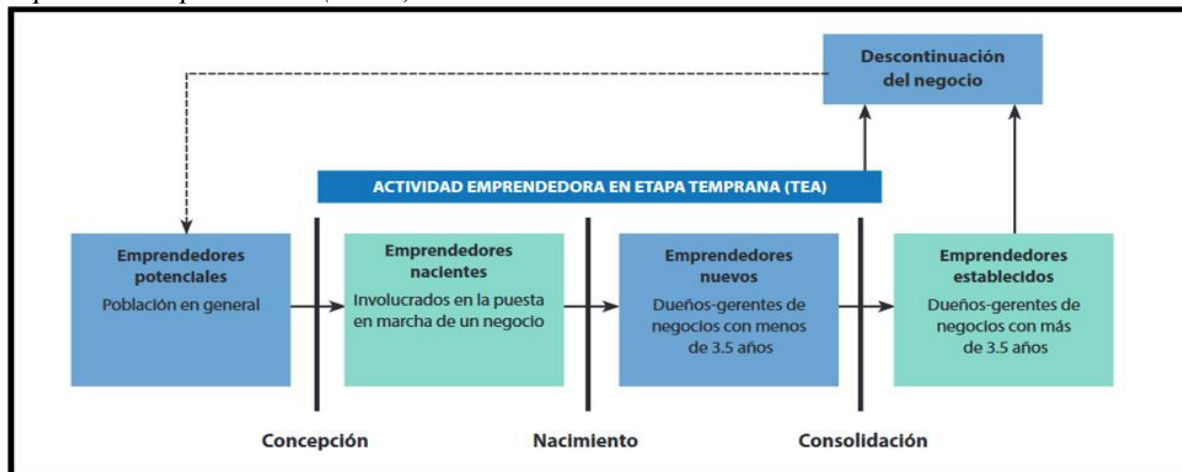 Descontinuación
del negocio
ACTIVIDAD EMPRENDEDORA EN ETAPA TEMPRANA (TEA)
Emprendedores
potenciales
Población en general
Emprendedores
nacientes
Involucrados en la puesta
en marcha de un negocio
Emprendedores
nuevos
Dueños-gerentes de
negocios con menos
de 3.5 años
Emprendedores
establecidos
Dueños-gerentes de
negocios con más
de 3.5 años
Concepción
Nacimiento
Consolidación